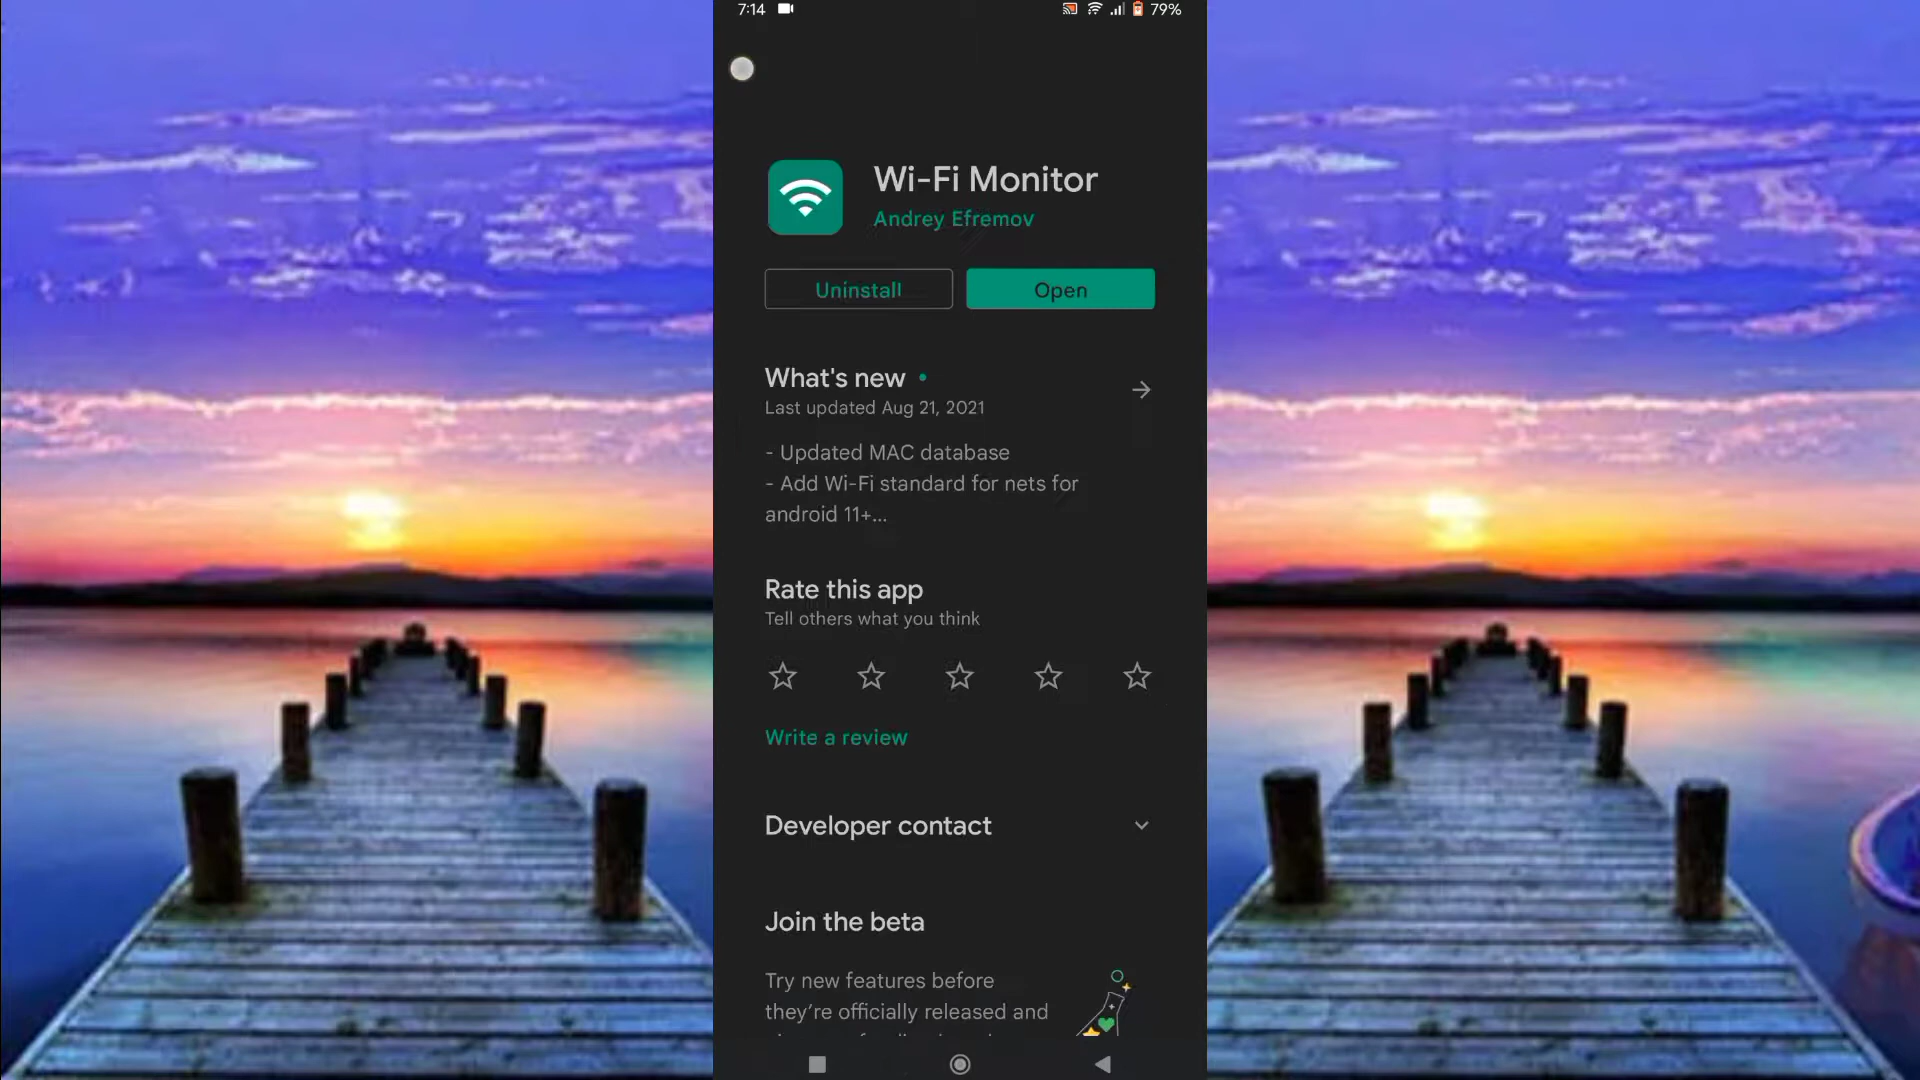 7:14
79%
Wi-Fi Monitor
Andrey Efremov
Uninstall
Open
What's new
Last updated Aug 21, 2021
- Updated MAC database
- Add Wi-Fi standard for nets for
android 11+...
Rate this app
Tell others what you think
Write a review
Developer contact
Join the beta
Try new features before
they're officially released and